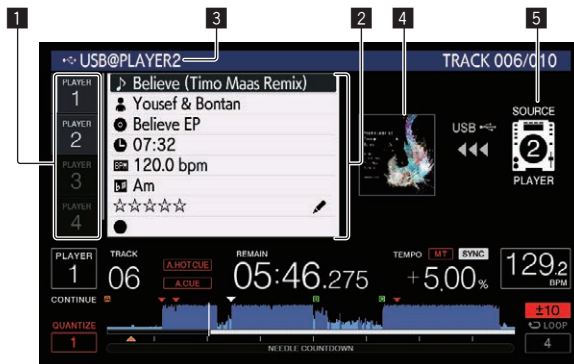 1 3 2 4 5
USB@PLAYER2 TRACK 006/010
PLAYER 1
PLAYER 2
PLAYER 3
PLAYER 4
Believe (Timo Maas Remix)
Yousef & Bontan
Believe EP
07:32
BPM 120.0 bpm
Am
USB
SOURCE
2
PLAYER
PLAYER 1
TRACK 06
A.HOT CUE
A.CUE
REMAIN
05:46.275
TEMPO MT SYNC
+5.00%
129.2 BPM
CONTINUE
A B C
QUANTIZE 1
NEEDLE COUNTDOWN
±10
LOOP
4